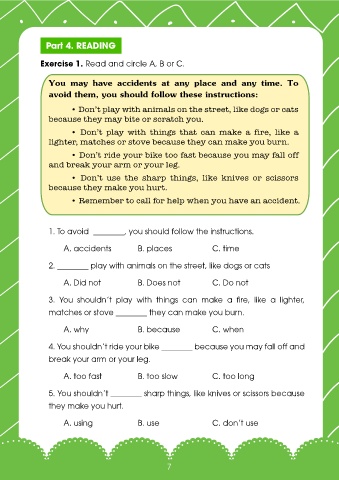 Part 4. READING
Exercise 1. Read and circle A, B or C.
You may have accidents at any place and any time. To
avoid them, you should follow these instructions:
• Don't play with animals on the street, like dogs or cats
because they may bite or scratch you.
• Don't play with things that can make a fire, like a
lighter, matches or stove because they can make you burn.
• Don't ride your bike too fast because you may fall off
and break your arm or your leg.
• Don't use the sharp things, like knives or scissors
because they make you hurt.
• Remember to call for help when you have an accident.
1. To avoid ________, you should follow the instructions.
A. accidents B. places C. time
2. ________ play with animals on the street, like dogs or cats
A. Did not B. Does not C. Do not
3. You shouldn't play with things can make a fire, like a lighter,
matches or stove ________ they can make you burn.
A. why B. because C. when
4. You shouldn't ride your bike ________ because you may fall off and
break your arm or your leg.
A. too fast B. too slow C. too long
5. You shouldn't ________ sharp things, like knives or scissors because
they make you hurt.
A. using B. use C. don't use
7